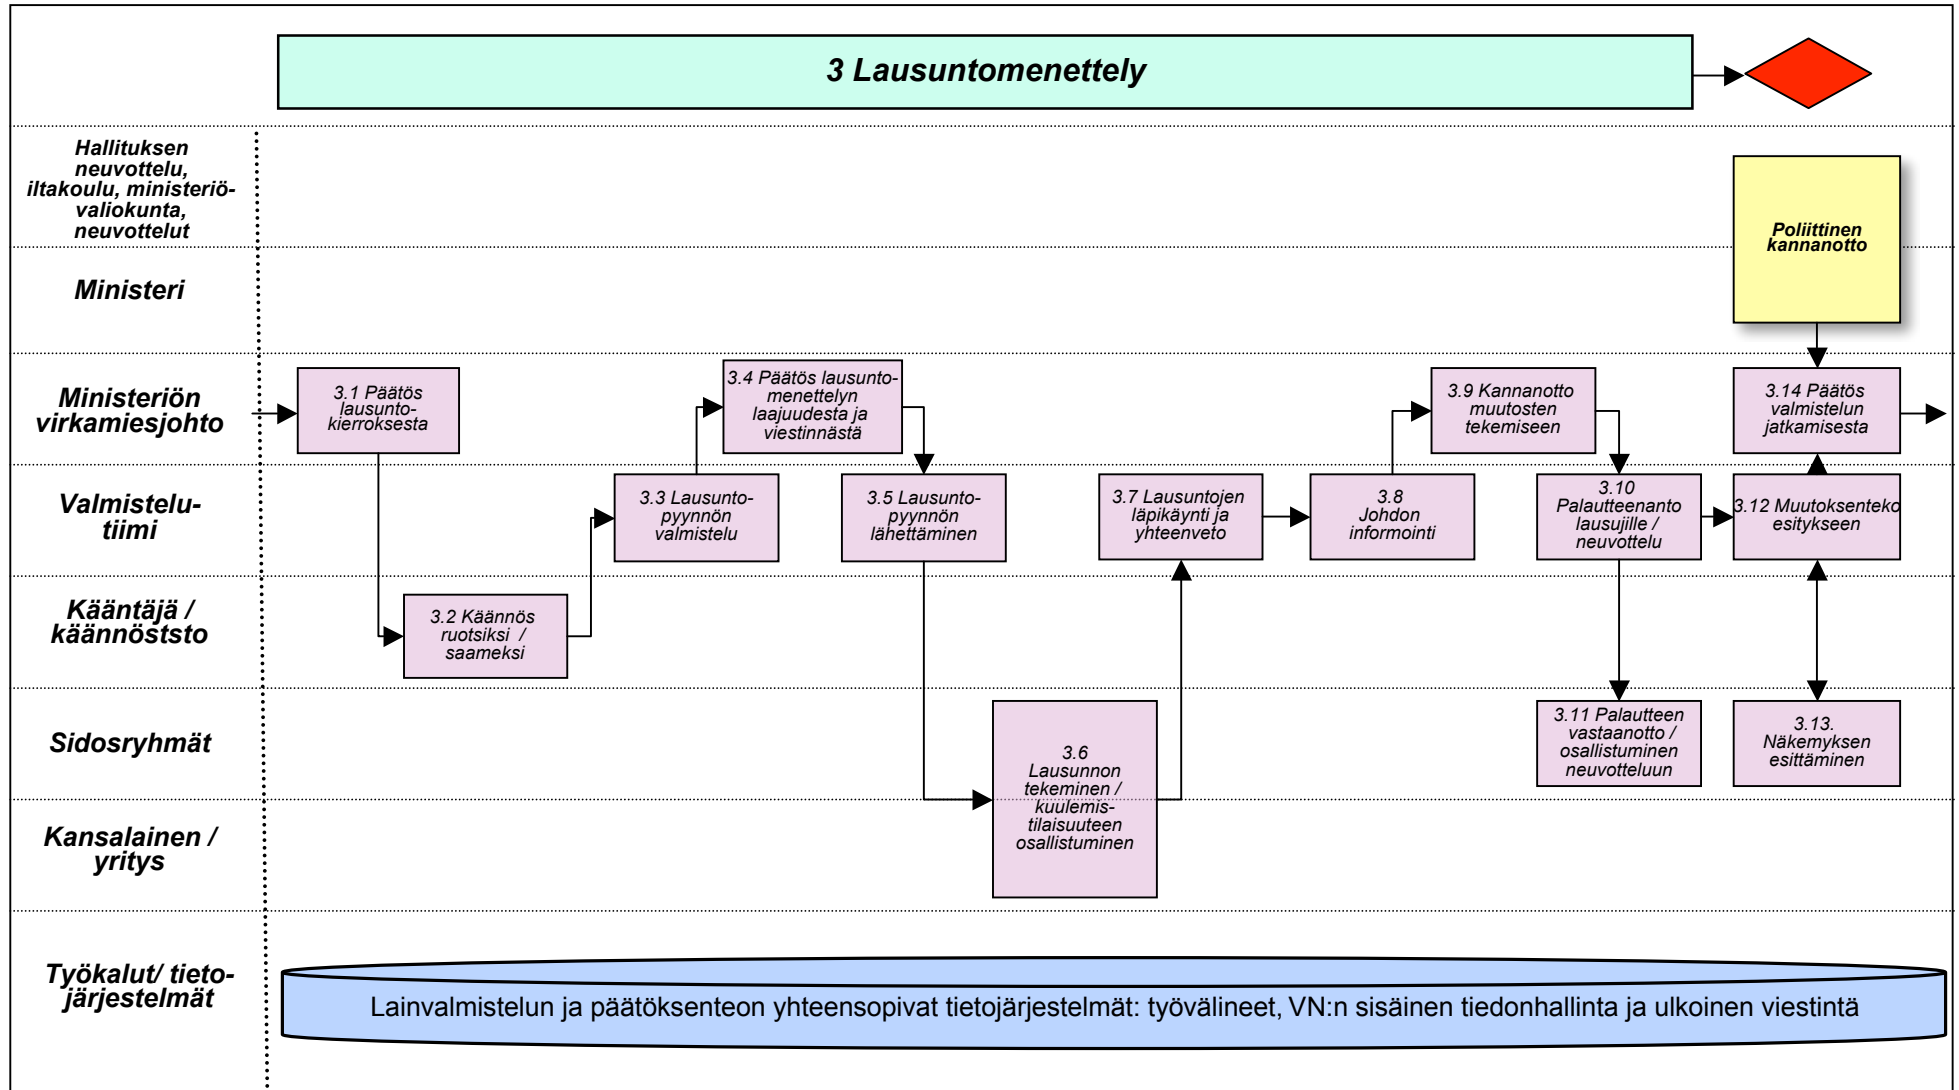 3 Lausuntomenettely
Hallituksen
neuvottelu,
iltakoulu, ministeriö-
valiokunta,
neuvottelut
Poliittinen
kannanotto
Ministeri
Ministeriön
virkamiesjohto
3.1 Päätös
lausunto-
kierroksesta
3.4 Päätös lausunto-
menettelyn
laajuudesta ja
viestinnästä
3.9 Kannanotto
muutosten
tekemiseen
3.14 Päätös
valmistelun
jatkamisesta
Valmistelu-
tiimi
3.3 Lausunto-
pyynnön
valmistelu
3.5 Lausunto-
pyynnön
lähettäminen
3.7 Lausuntojen
läpikäynti ja
yhteenveto
3.8
Johdon
informointi
3.10
Palautteenanto
lausujille /
neuvottelu
3.12 Muutoksenteko
esitykseen
Kääntäjä /
käännöststo
3.2 Käännös
ruotsiksi /
saameksi
Sidosryhmät
3.6
Lausunnon
tekeminen /
kuulemis-
tilaisuuteen
osallistuminen
3.11 Palautteen
vastaanotto /
osallistuminen
neuvotteluun
3.13.
Näkemyksen
esittäminen
Kansalainen /
yritys
Työkalut/ tieto-
järjestelmät
Lainvalmistelun ja päätöksenteon yhteensopivat tietojärjestelmät: työvälineet, VN:n sisäinen tiedonhallinta ja ulkoinen viestintä